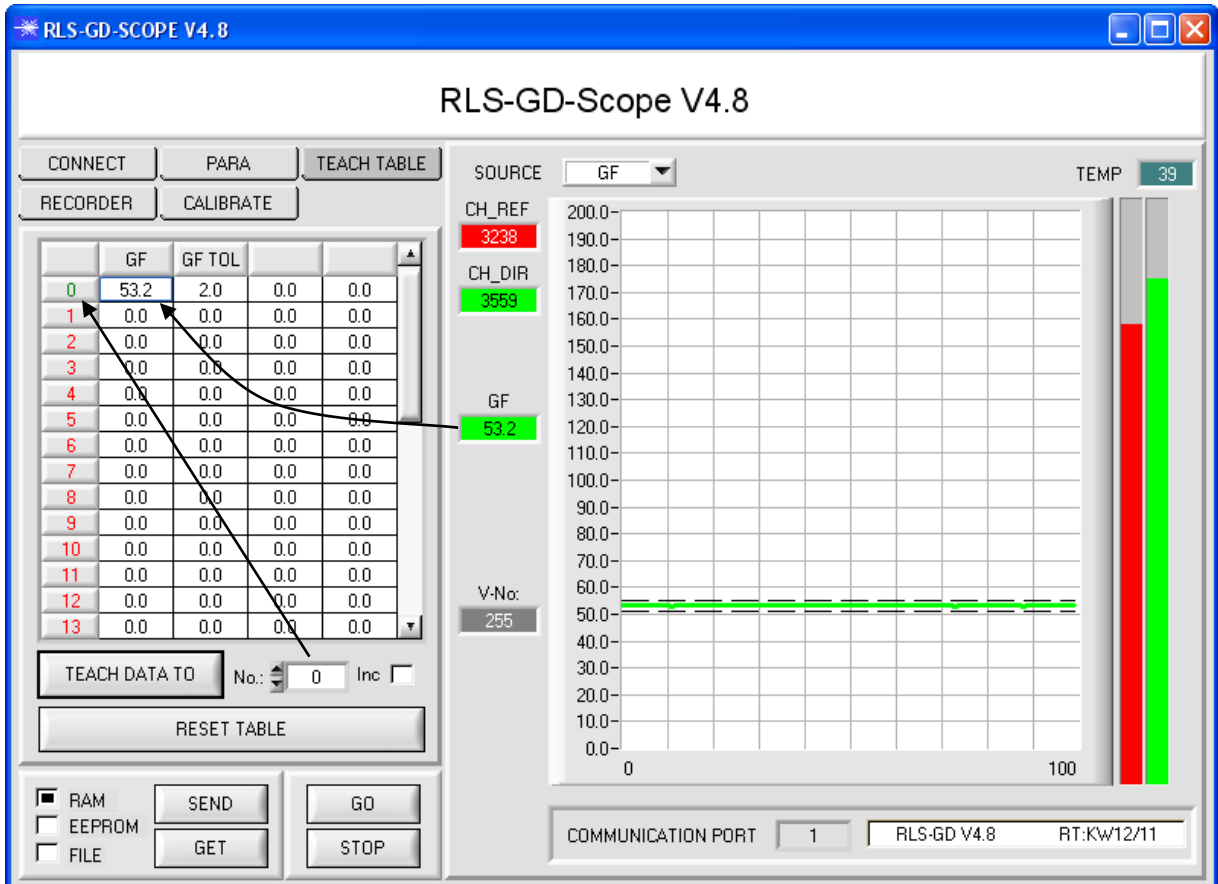 RLS-GD-SCOPE V4.8
RLS-GD-Scope V4.8
CONNECT PARA TEACH TABLE
RECORDER CALIBRATE
GF GF TOL
0 53.2 2.0 0.0 0.0
1 0.0 0.0 0.0 0.0
2 0.0 0.0 0.0 0.0
3 0.0 0.0 0.0 0.0
4 0.0 0.0 0.0 0.0
5 0.0 0.0 0.0 0.0
6 0.0 0.0 0.0 0.0
7 0.0 0.0 0.0 0.0
8 0.0 0.0 0.0 0.0
9 0.0 0.0 0.0 0.0
10 0.0 0.0 0.0 0.0
11 0.0 0.0 0.0 0.0
12 0.0 0.0 0.0 0.0
13 0.0 0.0 0.0 0.0
TEACH DATA TO No.: 0 Inc
RESET TABLE
RAM
EEPROM
FILE
SEND
GET
GO
STOP
SOURCE GF
TEMP 39
CH_REF
3238
CH_DIR
3559
GF
53.2
V-No:
255
200.0
190.0
180.0
170.0
160.0
150.0
140.0
130.0
120.0
110.0
100.0
90.0
80.0
70.0
60.0
50.0
40.0
30.0
20.0
10.0
0.0
0 100
COMMUNICATION PORT 1 RLS-GD V4.8 RT:KW12/11